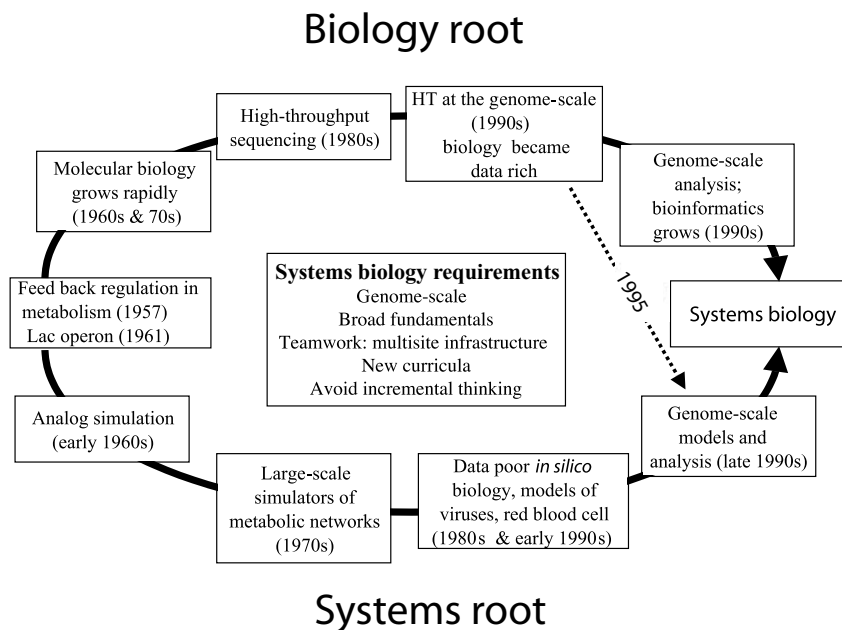 Biology root
High-throughput
sequencing (1980s)
HT at the genome-scale
(1990s)
biology became
data rich
Molecular biology
grows rapidly
(1960s & 70s)
Genome-scale
analysis;
bioinformatics
grows (1990s)
Feed back regulation in
metabolism (1957)
Lac operon (1961)
Systems biology requirements
Genome-scale
Broad fundamentals
Teamwork: multisite infrastructure
New curricula
Avoid incremental thinking
1995
Systems biology
Analog simulation
(early 1960s)
Genome-scale
models and
analysis (late 1990s)
Large-scale
simulators of
metabolic networks
(1970s)
Data poor in silico
biology, models of
viruses, red blood cell
(1980s & early 1990s)
Systems root